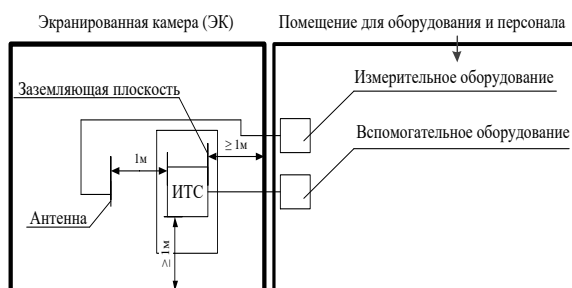 Экранированная камера (ЭК)
Помещение для оборудования и персонала
Заземляющая плоскость
Измерительное оборудование
≥ 1м
Вспомогательное оборудование
1м
ИТС
Антенна
≥ 1м